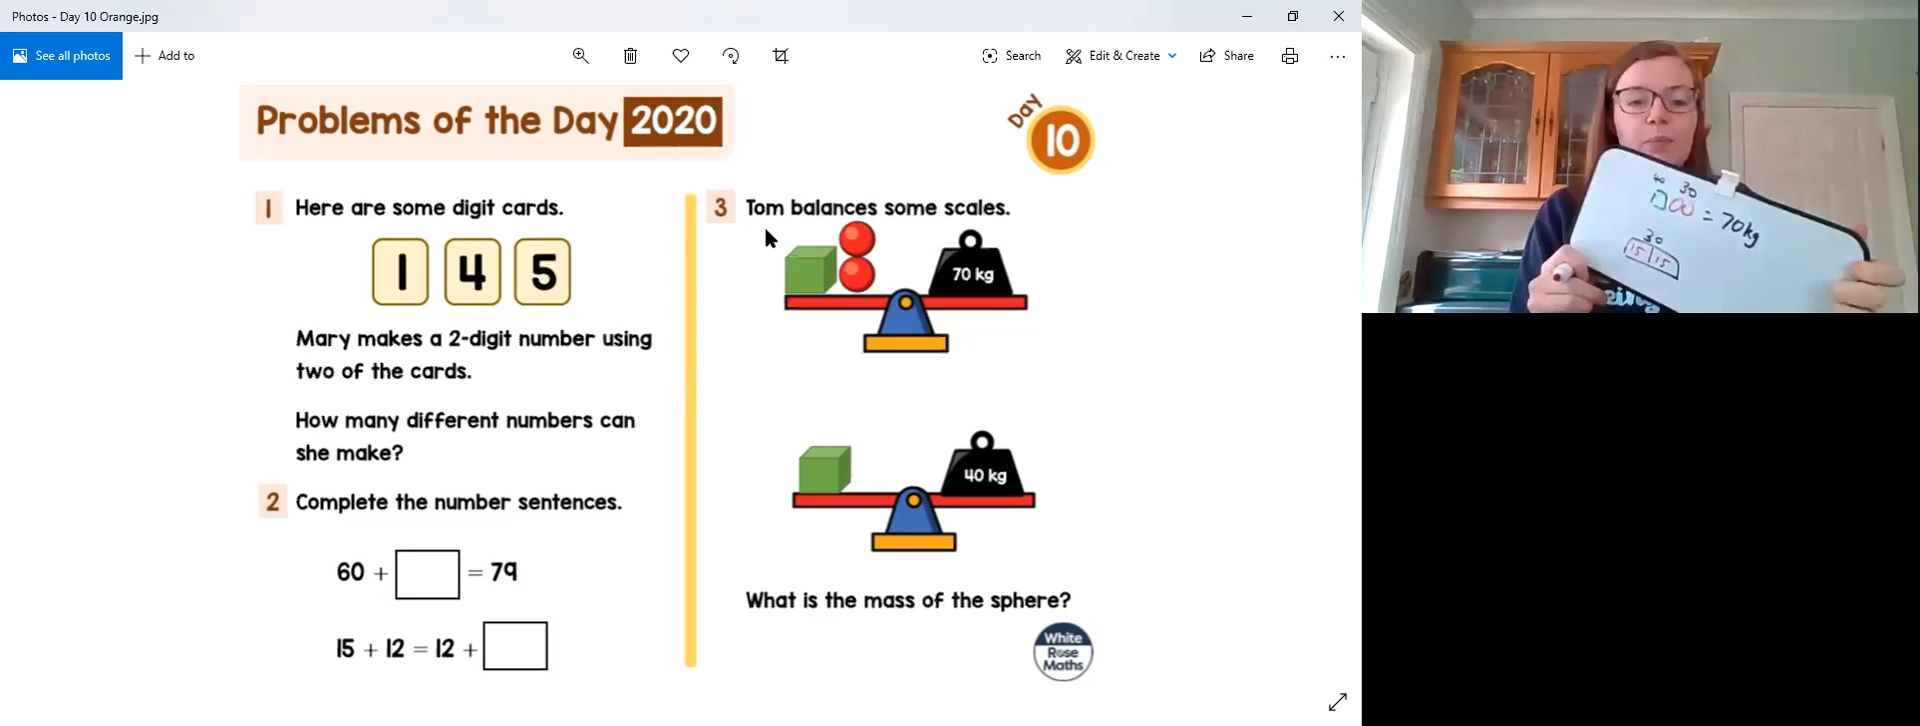 Photos - Day 10 Orange.jpg
See all photos
Add to
Search
Edit & Create
Share
Problems of the Day 2020
Day
10
1 Here are some digit cards.
1 4 5
Mary makes a 2-digit number using
two of the cards.
How many different numbers can
she make?
2 Complete the number sentences.
60 + = 79
15 + 12 = 12 +
3 Tom balances some scales.
70 kg
40 kg
What is the mass of the sphere?
White
Rose
Maths
40 30
= 70kg
30
15 15